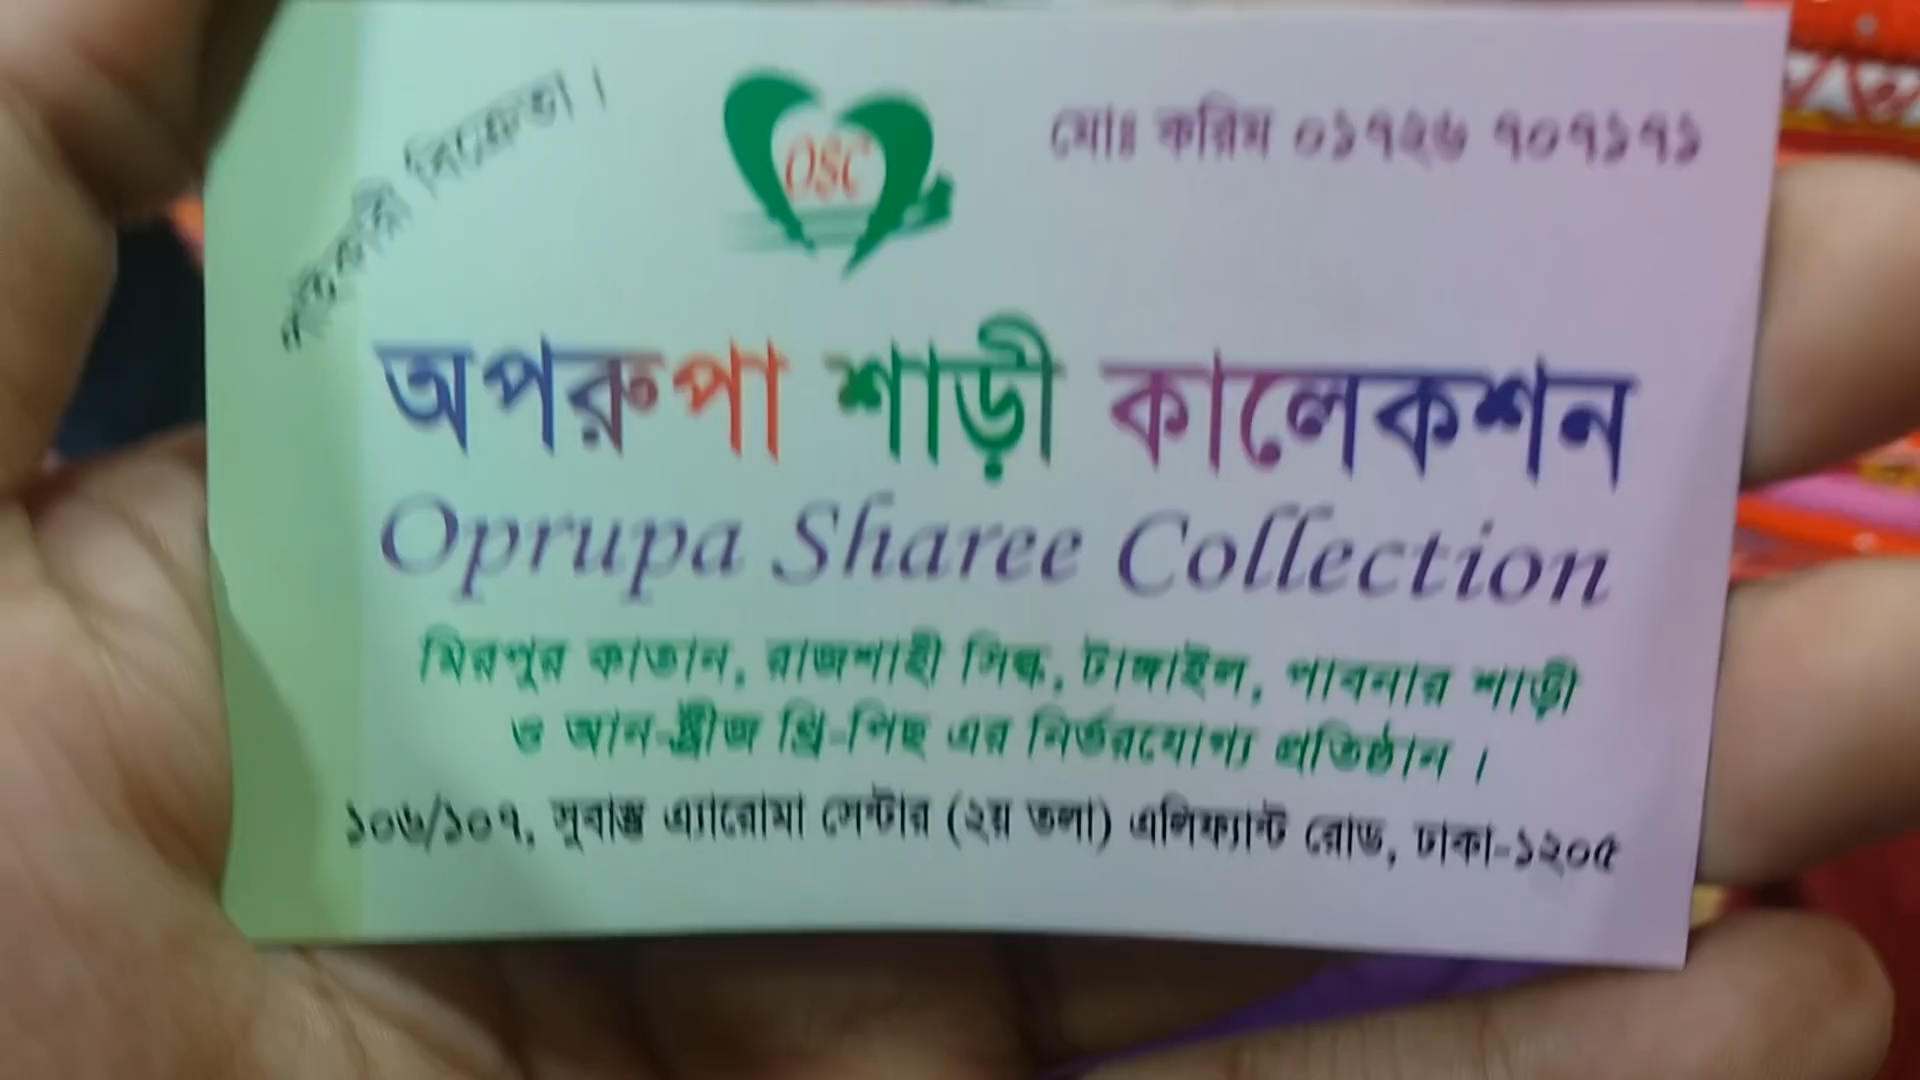 পাইকারী বিক্রেতা।
OSC
মোঃ করিম ০১৭২৬ ৭০৭১৭১
অপরুপা শাড়ী কালেকশন
Oprupa Sharee Collection
মিরপুর কাতান, রাজশাহী সিল্ক, টাঙ্গাইল, পাবনার শাড়ী
ও আন-স্ট্রীজ থ্রি-পিছ এর নির্ভরযোগ্য প্রতিষ্ঠান।
১০৬/১০৭, সুবাস্তু এ্যারোমা সেন্টার (২য় তলা) এলিফ্যান্ট রোড, ঢাকা-১২০৫